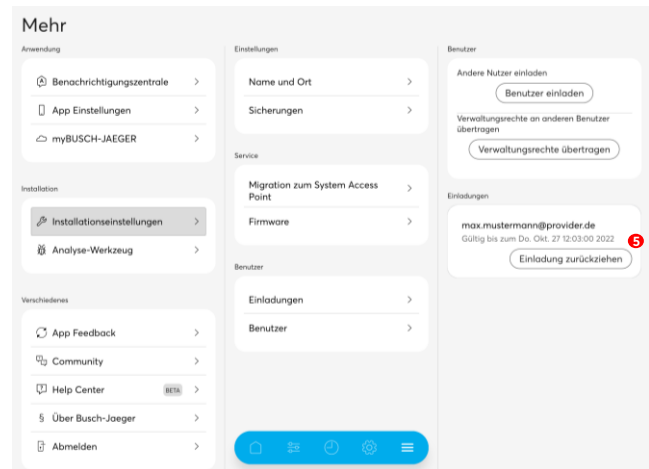 Mehr
Anwendung
Benachrichtigungszentrale
App Einstellungen
myBUSCH-JAEGER
Installation
Installationseinstellungen
Analyse-Werkzeug
Verschiedenes
App Feedback
Community
Help Center BETA
§ Über Busch-Jaeger
Abmelden
Einstellungen
Name und Ort
Sicherungen
Service
Migration zum System Access
Point
Firmware
Benutzer
Einladungen
Benutzer
Benutzer
Andere Nutzer einladen
Benutzer einladen
Verwaltungsrechte an anderen Benutzer
übertragen
Verwaltungsrechte übertragen
Einladungen
max.mustermann@provider.de
Gültig bis zum Do. Okt. 27 12:03:00 2022
5
Einladung zurückziehen